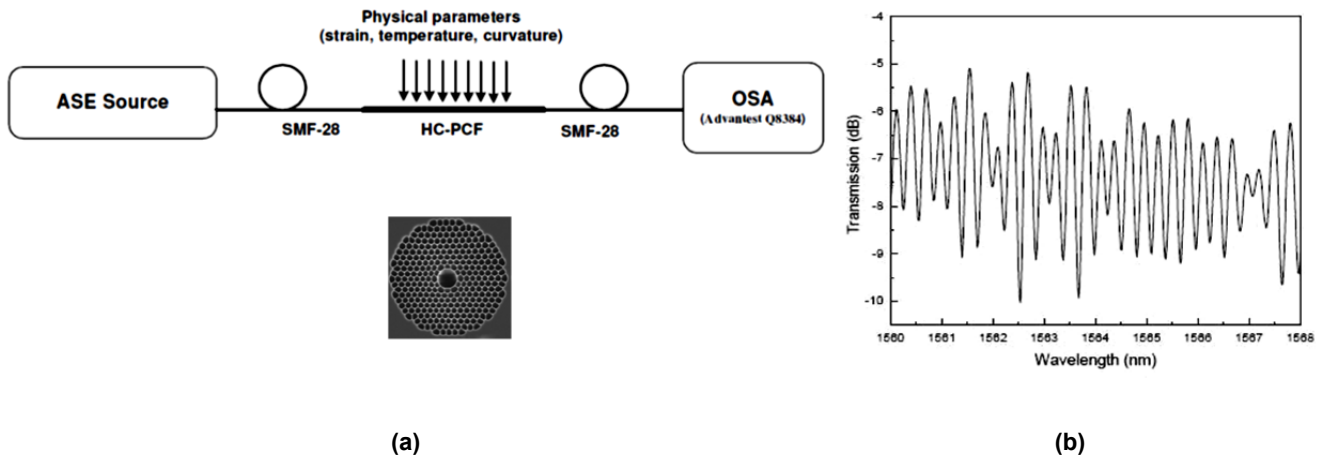 Physical parameters
(strain, temperature, curvature)
ASE Source
SMF-28
HC-PCF
SMF-28
OSA
(Advantest Q8384)
(a)
-4
-5
-6
-7
-8
-9
-10
Transmission (dB)
1560 1561 1562 1563 1564 1565 1566 1567 1568
Wavelength (nm)
(b)